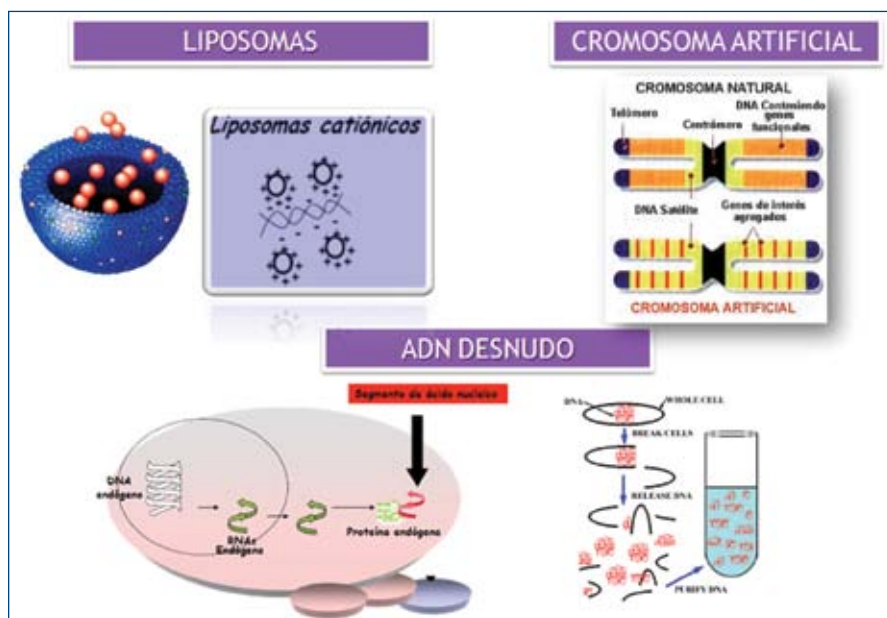 LIPOSOMAS
CROMOSOMA ARTIFICIAL
Liposomas catiónicos
CROMOSOMA NATURAL
Telómero
Centrómero
DNA Conteniendo
genes
funcionales
DNA Satélite
Genes de interés
agregados
CROMOSOMA ARTIFICIAL
ADN DESNUDO
Segmento de ácido nucleico
DNA
endógeno
RNAs
Endógeno
Proteína endógena
DNA
WHOLE CELL
BREAK CELLS
RELEASE DNA
PURIFY DNA